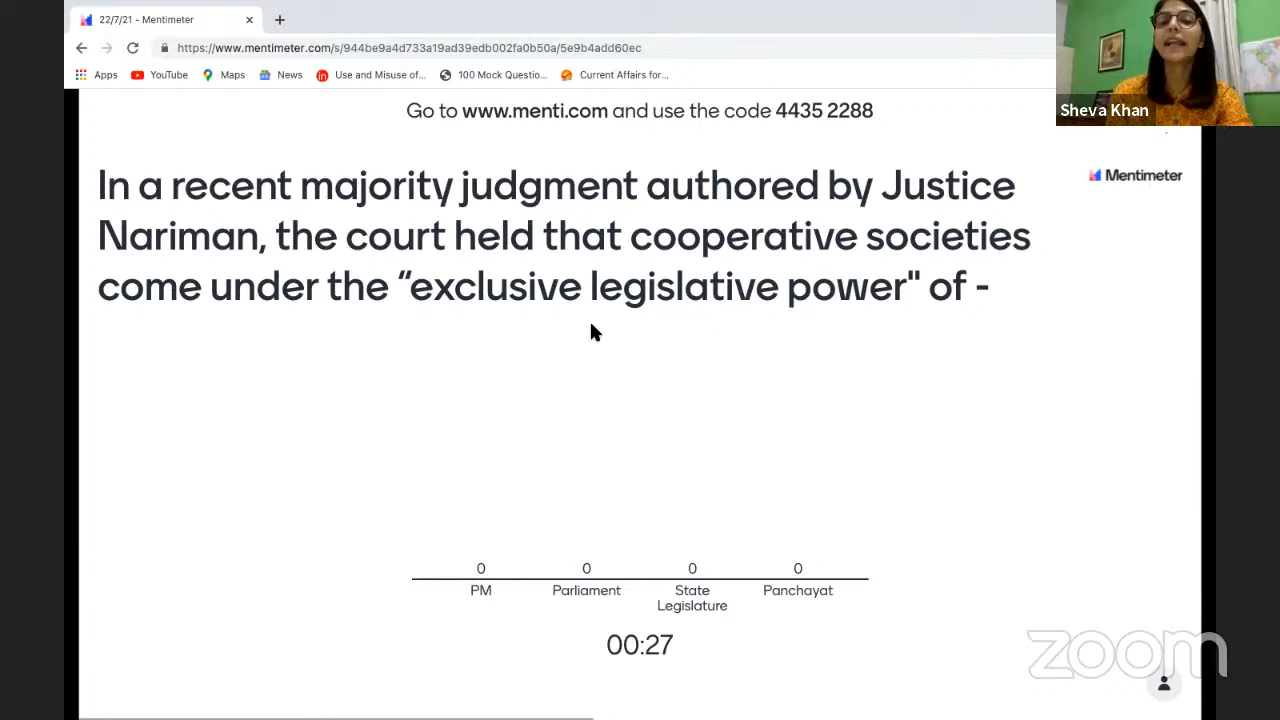 22/7/21 - Mentimeter
https://www.mentimeter.com/s/944be9a4d733a19ad39edb002fa0b50a/5e9b4add60ec
Apps YouTube Maps News Use and Misuse of... 100 Mock Questio... Current Affairs for...
Sheva Khan
Go to www.menti.com and use the code 4435 2288
Mentimeter
In a recent majority judgment authored by Justice
Nariman, the court held that cooperative societies
come under the “exclusive legislative power" of -
0 0 0 0
PM Parliament State Panchayat
Legislature
00:27
zoom